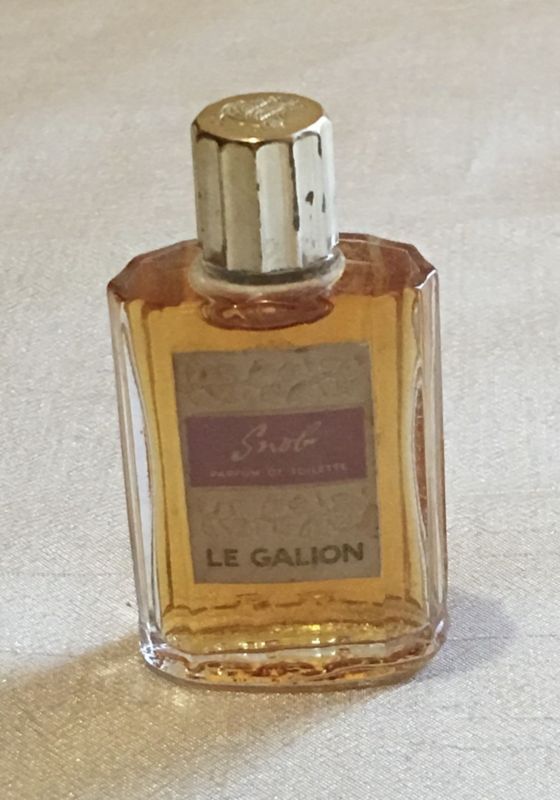 Snob
PARFUM DE TOILETTE
LE GALION